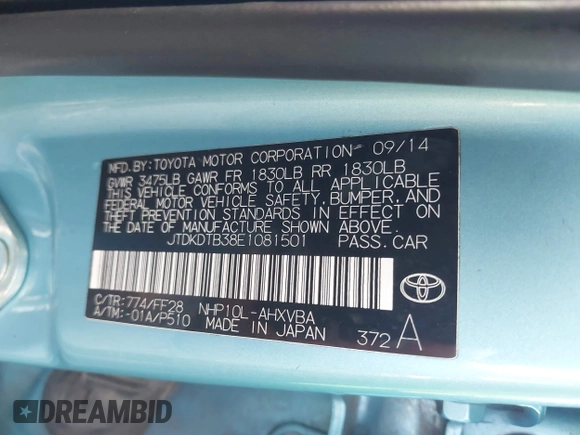 MFD. BY: TOYOTA MOTOR CORPORATION 09/14
GVWR 3475LB GAWR FR 1830LB RR 1830LB
THIS VEHICLE CONFORMS TO ALL APPLICABLE
FEDERAL MOTOR VEHICLE SAFETY, BUMPER, AND
THEFT PREVENTION STANDARDS IN EFFECT ON
THE DATE OF MANUFACTURE SHOWN ABOVE.
JTDKDTB38E1081501 PASS.CAR
C/TR: 774/FF28 NHP10L-AHXVBA
A/TM: -01A/P510 MADE IN JAPAN
372 A
DREAMBID